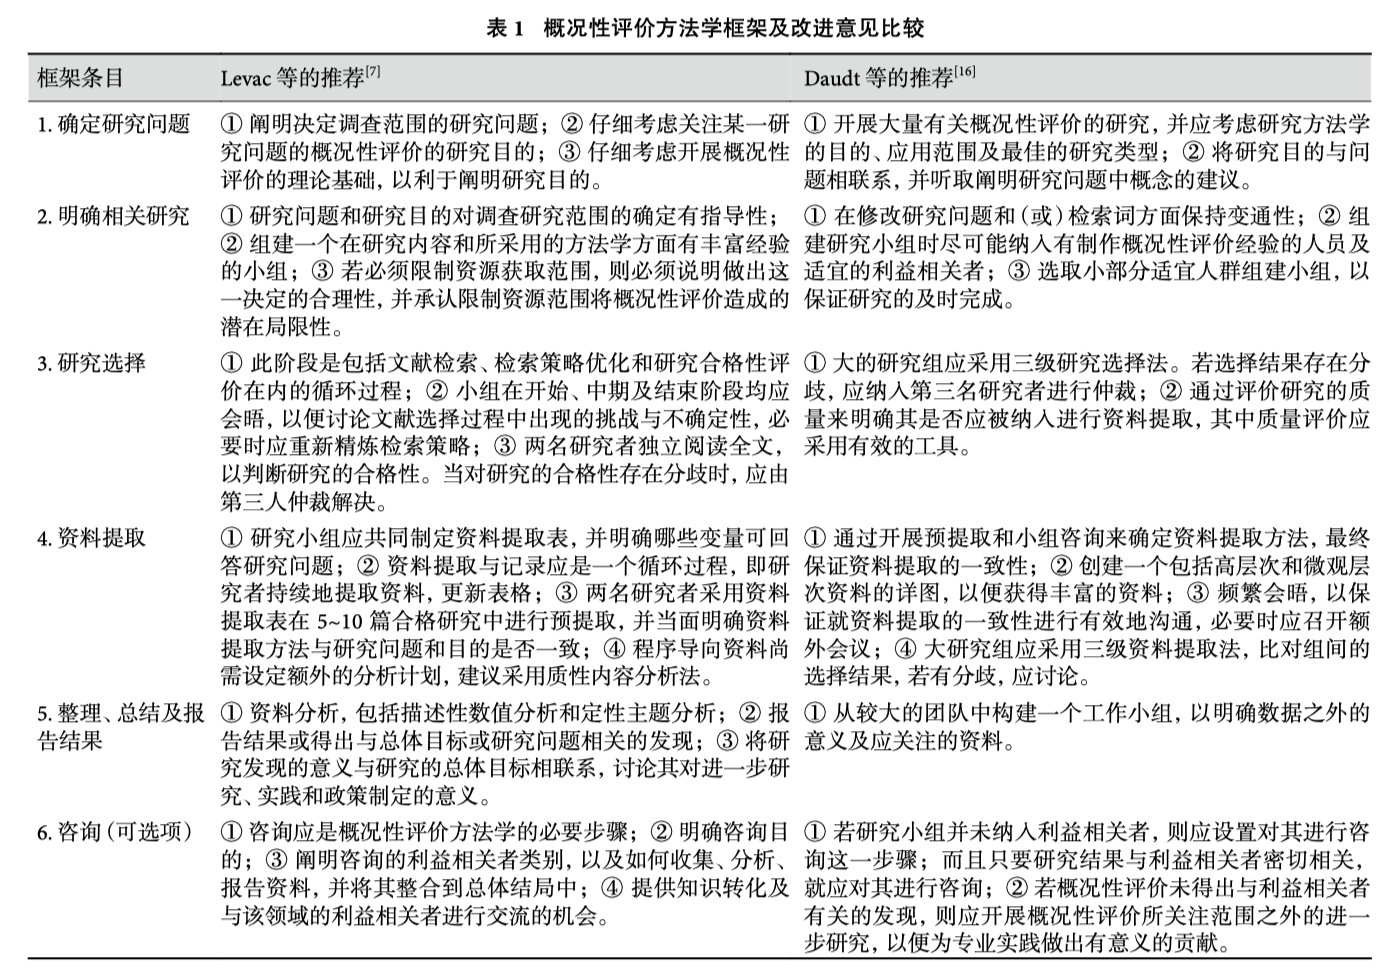 表 1 概况性评价方法学框架及改进意见比较
框架条目
Levac 等的推荐[7]
Daudt 等的推荐[16]
1. 确定研究问题
① 阐明决定调查范围的研究问题；② 仔细考虑关注某一研
究问题的概况性评价的研究目的；③ 仔细考虑开展概况性
评价的理论基础，以利于阐明研究目的。
① 开展大量有关概况性评价的研究，并应考虑研究方法学
的目的、应用范围及最佳的研究类型；② 将研究目的与问
题相联系，并听取阐明研究问题中概念的建议。
2. 明确相关研究
① 研究问题和研究目的对调查研究范围的确定有指导性；
② 组建一个在研究内容和所采用的方法学方面有丰富经验
的小组；③ 若必须限制资源获取范围，则必须说明做出这
一决定的合理性，并承认限制资源范围将概况性评价造成的
潜在局限性。
① 在修改研究问题和（或）检索词方面保持变通性；② 组
建研究小组时尽可能纳入有制作概况性评价经验的人员及
适宜的利益相关者；③ 选取小部分适宜人群组建小组，以
保证研究的及时完成。
3. 研究选择
① 此阶段是包括文献检索、检索策略优化和研究合格性评
价在内的循环过程；② 小组在开始、中期及结束阶段均应
会晤，以便讨论文献选择过程中出现的挑战与不确定性，必
要时应重新精炼检索策略；③ 两名研究者独立阅读全文，
以判断研究的合格性。当对研究的合格性存在分歧时，应由
第三人仲裁解决。
① 大的研究组应采用三级研究选择法。若选择结果存在分
歧，应纳入第三名研究者进行仲裁；② 通过评价研究的质
量来明确其是否应被纳入进行资料提取，其中质量评价应
采用有效的工具。
4. 资料提取
① 研究小组应共同制定资料提取表，并明确哪些变量可回
答研究问题；② 资料提取与记录应是一个循环过程，即研
究者持续地提取资料，更新表格；③ 两名研究者采用资料
提取表在 5~10 篇合格研究中进行预提取，并当面明确资料
提取方法与研究问题和目的是否一致；④ 程序导向资料尚
需设定额外的分析计划，建议采用质性内容分析法。
① 通过开展预提取和小组咨询来确定资料提取方法，最终
保证资料提取的一致性；② 创建一个包括高层次和微观层
次资料的详图，以便获得丰富的资料；③ 频繁会晤，以保
证就资料提取的一致性进行有效地沟通，必要时应召开额
外会议；④ 大研究组应采用三级资料提取法，比对组间的
选择结果，若有分歧，应讨论。
5. 整理、总结及报
告结果
① 资料分析，包括描述性数值分析和定性主题分析；② 报
告结果或得出与总体目标或研究问题相关的发现；③ 将研
究发现的意义与研究的总体目标相联系，讨论其对进一步研
究、实践和政策制定的意义。
① 从较大的团队中构建一个工作小组，以明确数据之外的
意义及应关注的资料。
6. 咨询（可选项）
① 咨询应是概况性评价方法学的必要步骤；② 明确咨询目
的；③ 阐明咨询的利益相关者类别，以及如何收集、分析、
报告资料，并将其整合到总体结局中；④ 提供知识转化及
与该领域的利益相关者进行交流的机会。
① 若研究小组并未纳入利益相关者，则应设置对其进行咨
询这一步骤；而且只要研究结果与利益相关者密切相关，
就应对其进行咨询；② 若概况性评价未得出与利益相关者
有关的发现，则应开展概况性评价所关注范围之外的进一
步研究，以便为专业实践做出有意义的贡献。